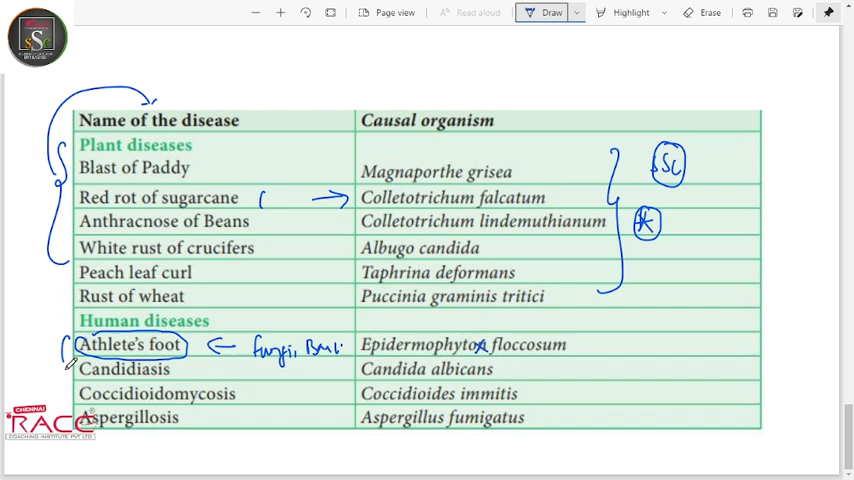 Page view
Read aloud
Draw
Highlight
Erase
SSC
Name of the disease Causal organism
Plant diseases
Blast of Paddy Magnaporthe grisea
Red rot of sugarcane Colletotrichum falcatum
Anthracnose of Beans Colletotrichum lindemuthianum
White rust of crucifers Albugo candida
Peach leaf curl Taphrina deformans
Rust of wheat Puccinia graminis tritici
Human diseases
Athlete's foot Fungi, Epidermophyton floccosum
Candidiasis Candida albicans
Coccidioidomycosis Coccidioides immitis
Aspergillosis Aspergillus fumigatus
SSC
CHENNAI
RACE
COACHING INSTITUTE PVT LTD